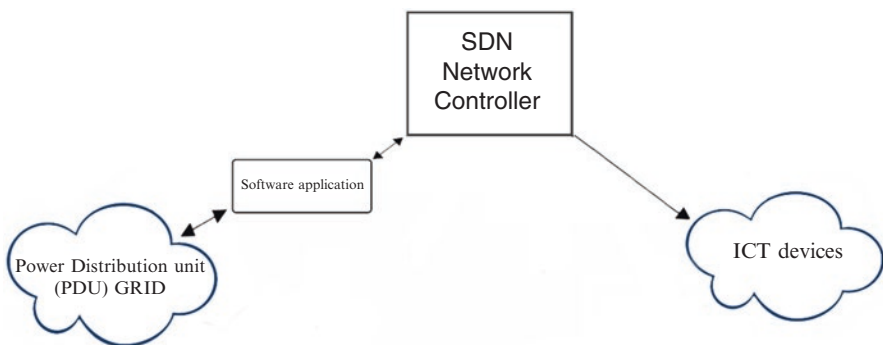 SDN
Network
Controller
Software application
Power Distribution unit
(PDU) GRID
ICT devices